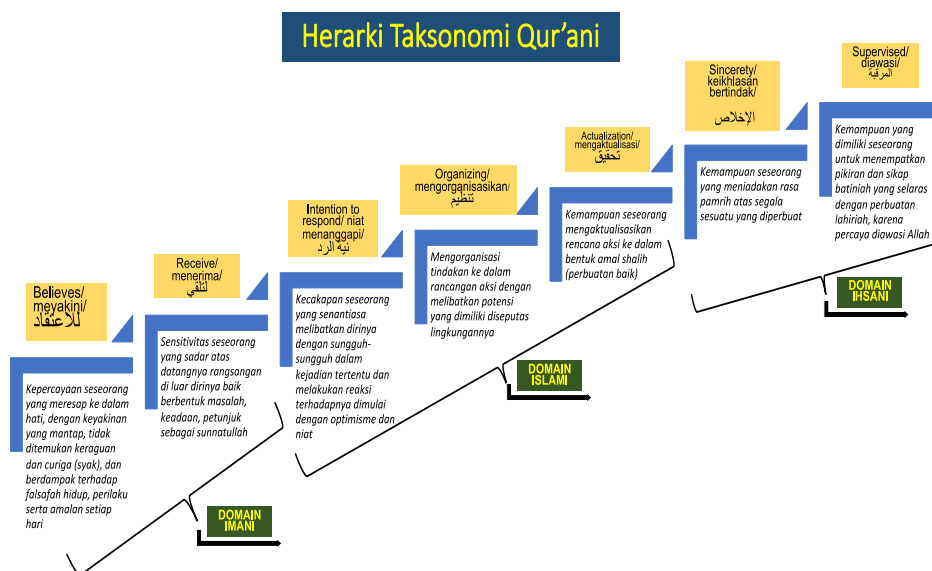 Herarki Taksonomi Qur'ani
Believes/
meyakini/
للاعتقاد
Kepercayaan seseorang
yang meresap ke dalam
hati, dengan keyakinan
yang mantap, tidak
ditemukan keraguan
dan curiga (syak), dan
berdampak terhadap
falsafah hidup, perilaku
serta amalan setiap
hari
Receive/
menerima/
لتلقي
Sensitivitas seseorang
yang sadar atas
datangnya rangsangan
di luar dirinya baik
berbentuk masalah,
keadaan, petunjuk
sebagai sunnatullah
DOMAIN
IMANI
Intention to
respond/ niat
menanggapi/
نية الرد
Kecakapan seseorang
yang senantiasa
melibatkan dirinya
dengan sungguh-
sungguh dalam
kejadian tertentu dan
melakukan reaksi
terhadapnya dimulai
dengan optimisme dan
niat
Organizing/
mengorganisasikan/
تنظيم
Mengorganisasi
tindakan ke dalam
rancangan aksi dengan
melibatkan potensi
yang dimiliki diseputas
lingkungannya
Actualization/
mengaktualisasi/
تحقيق
Kemampuan seseorang
mengaktualisasikan
rencana aksi ke dalam
bentuk amal shalih
(perbuatan baik)
DOMAIN
ISLAMI
Sincerety/
keikhlasan
bertindak/
الإخلاص
Kemampuan seseorang
yang meniadakan rasa
pamrih atas segala
sesuatu yang diperbuat
Supervised/
diawasi/
المرقبة
Kemampuan yang
dimiliki seseorang
untuk menempatkan
pikiran dan sikap
batiniah yang selaras
dengan perbuatan
lahiriah, karena
percaya diawasi Allah
DOMAIN
IHSANI